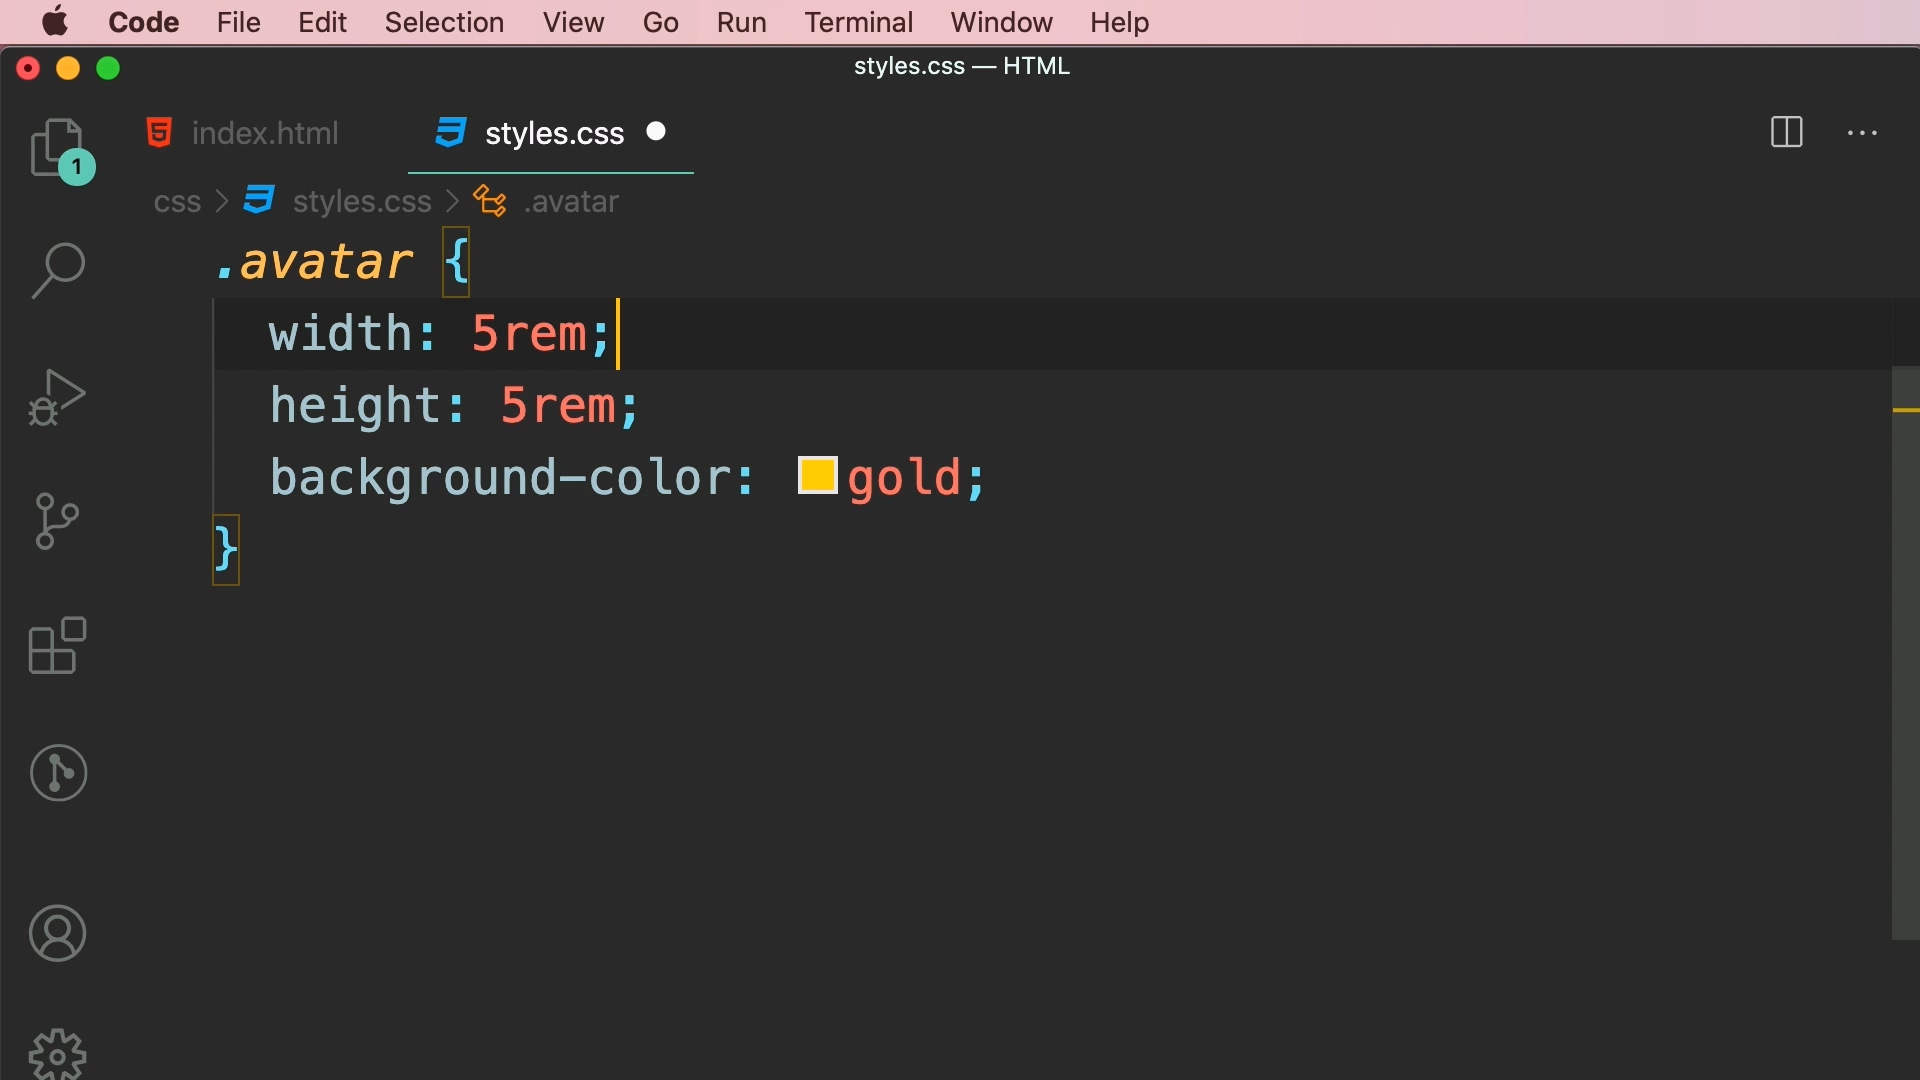 Code File Edit Selection View Go Run Terminal Window Help
styles.css — HTML
index.html styles.css
1
css > styles.css > .avatar
.avatar {
width: 5rem;
height: 5rem;
background-color: gold;
}